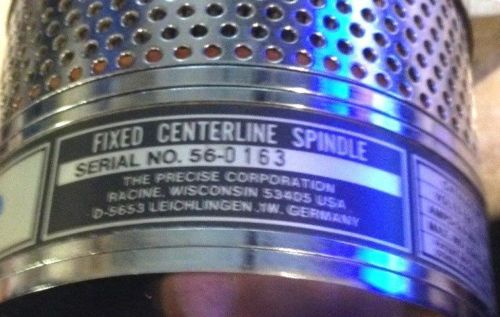 FIXED CENTERLINE SPINDLE
SERIAL NO. 56-0163
THE PRECISE CORPORATION
RACINE, WISCONSIN 53405 USA
D-5653 LEICHLINGEN .1W. GERMANY